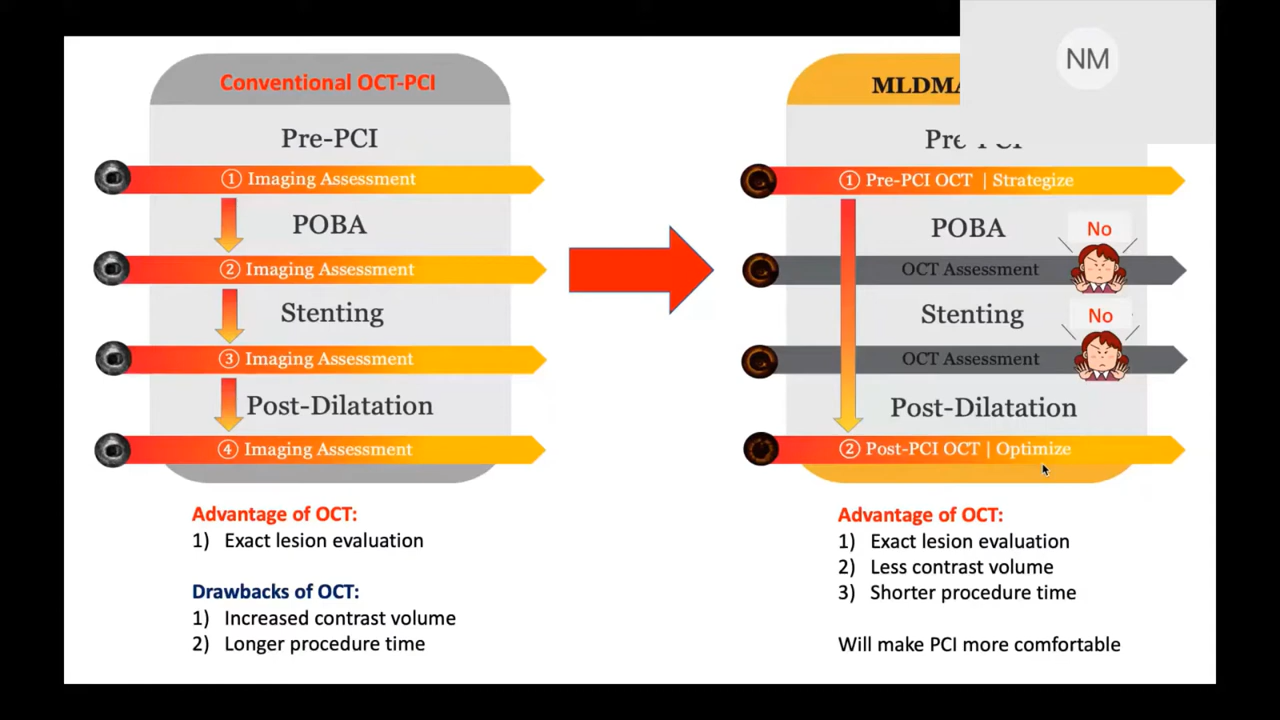 NM
Conventional OCT-PCI
Pre-PCI
① Imaging Assessment
POBA
② Imaging Assessment
Stenting
③ Imaging Assessment
Post-Dilatation
④ Imaging Assessment
Advantage of OCT:
1) Exact lesion evaluation
Drawbacks of OCT:
1) Increased contrast volume
2) Longer procedure time
Pre-PCI
① Pre-PCI OCT | Strategize
POBA
No
OCT Assessment
Stenting
No
OCT Assessment
Post-Dilatation
② Post-PCI OCT | Optimize
Advantage of OCT:
1) Exact lesion evaluation
2) Less contrast volume
3) Shorter procedure time
Will make PCI more comfortable